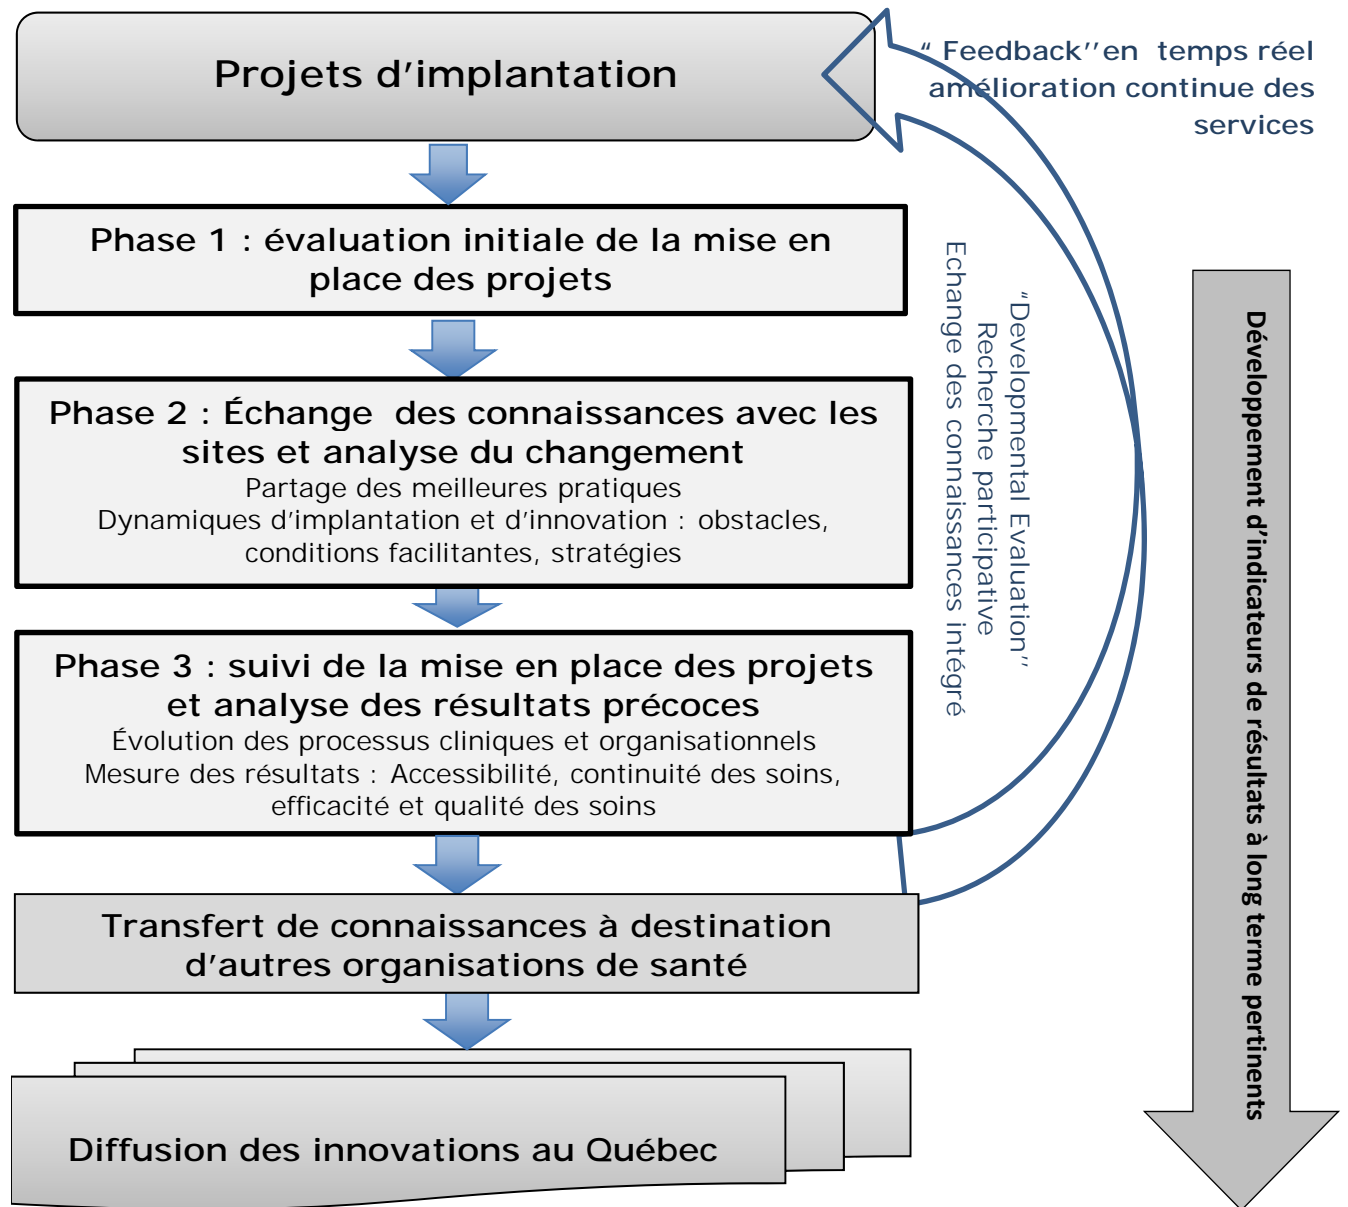 Projets d'implantation
“ Feedback’’ en temps réel
amélioration continue des
services
Phase 1 : évaluation initiale de la mise en
place des projets
Phase 2 : Échange des connaissances avec les
sites et analyse du changement
Partage des meilleures pratiques
Dynamiques d’implantation et d’innovation : obstacles,
conditions facilitantes, stratégies
Phase 3 : suivi de la mise en place des projets
et analyse des résultats précoces
Évolution des processus cliniques et organisationnels
Mesure des résultats : Accessibilité, continuité des soins,
efficacité et qualité des soins
Transfert de connaissances à destination
d’autres organisations de santé
Diffusion des innovations au Québec
“Developmental Evaluation’’
Recherche participative
Echange des connaissances intégré
Développement d’indicateurs de résultats à long terme pertinents